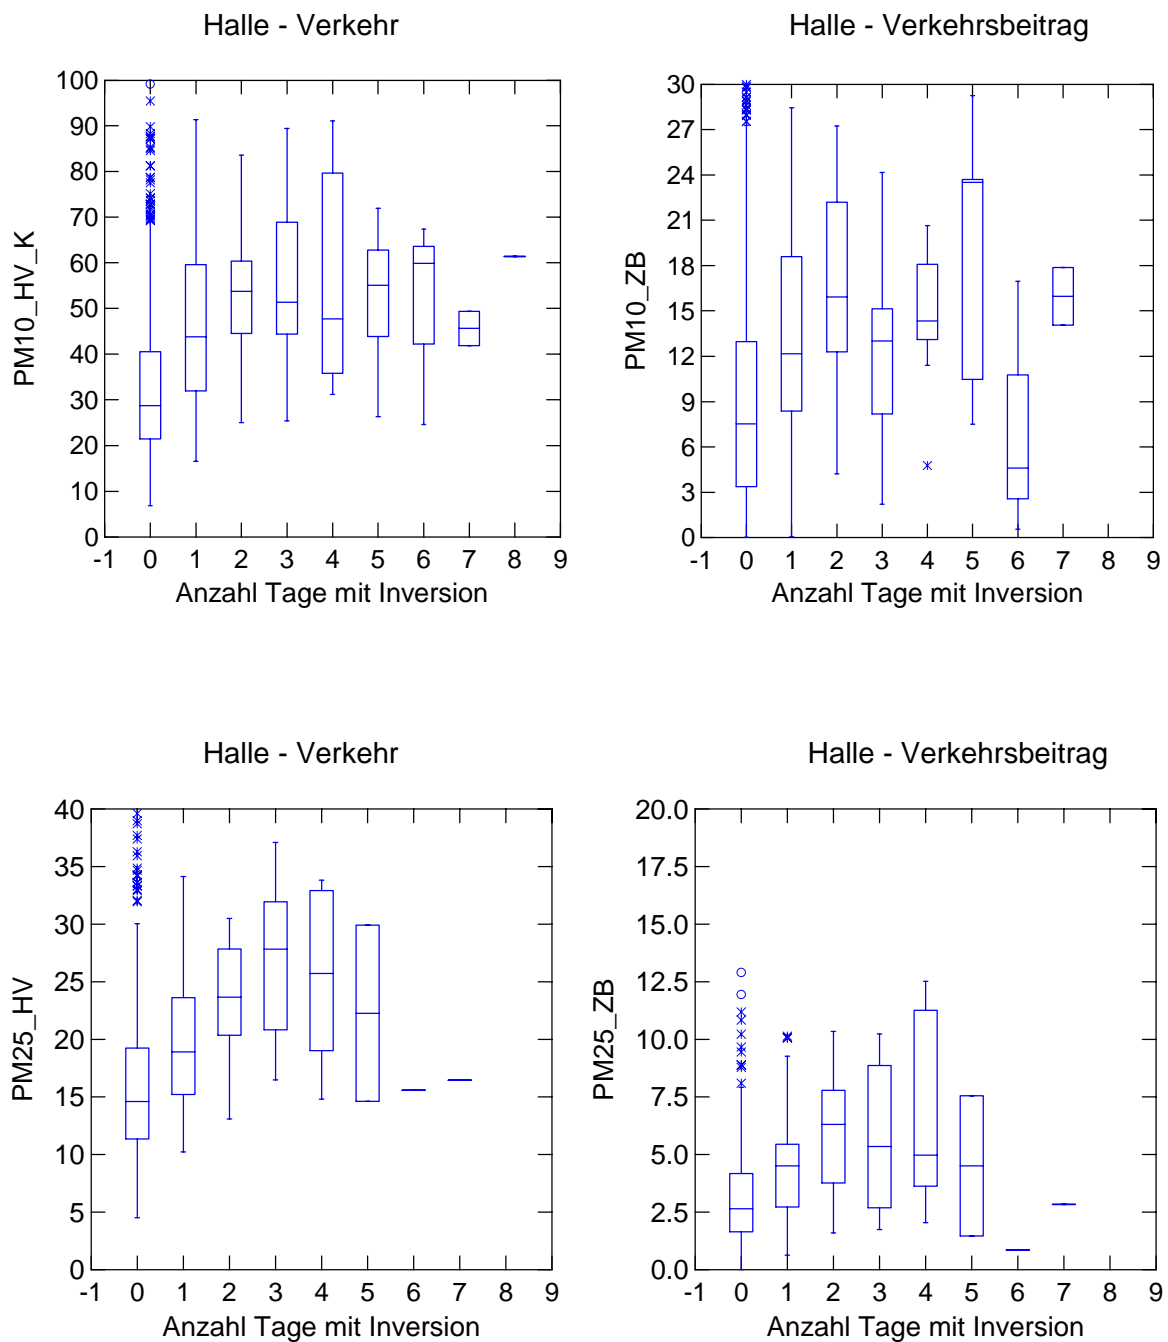 Halle - Verkehr
PM10_HV_K
100
90
80
70
60
50
40
30
20
10
0
-1 0 1 2 3 4 5 6 7 8 9
Anzahl Tage mit Inversion
Halle - Verkehrsbeitrag
PM10_ZB
30
27
24
21
18
15
12
9
6
3
0
-1 0 1 2 3 4 5 6 7 8 9
Anzahl Tage mit Inversion
Halle - Verkehr
PM25_HV
40
35
30
25
20
15
10
5
0
-1 0 1 2 3 4 5 6 7 8 9
Anzahl Tage mit Inversion
Halle - Verkehrsbeitrag
PM25_ZB
20.0
17.5
15.0
12.5
10.0
7.5
5.0
2.5
0.0
-1 0 1 2 3 4 5 6 7 8 9
Anzahl Tage mit Inversion